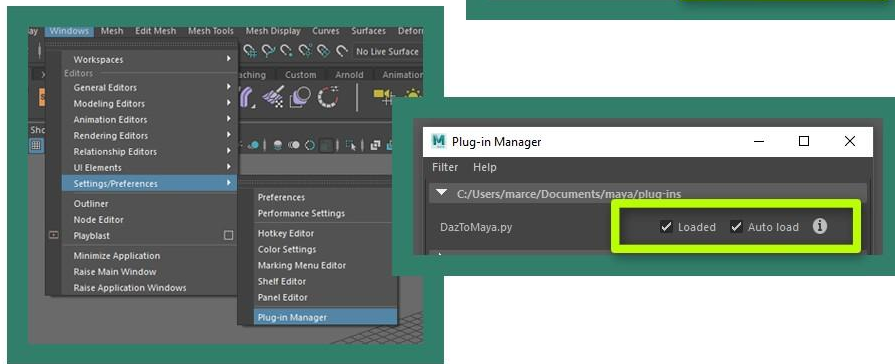 Windows Mesh Edit Mesh Mesh Tools Mesh Display Curves Surfaces
No Live Surface
Workspaces
Editors
Custom Arnold
General Editors
Modeling Editors
Animation Editors
Rendering Editors
Relationship Editors
UI Elements
Settings/Preferences
Outliner
Node Editor
Playblast
Minimize Application
Raise Main Window
Raise Application Windows
Preferences
Performance Settings
Hotkey Editor
Color Settings
Marking Menu Editor
Shelf Editor
Panel Editor
Plug-in Manager
Plug-in Manager
Filter Help
C:/Users/marce/Documents/maya/plug-ins
DazToMaya.py Loaded Auto load